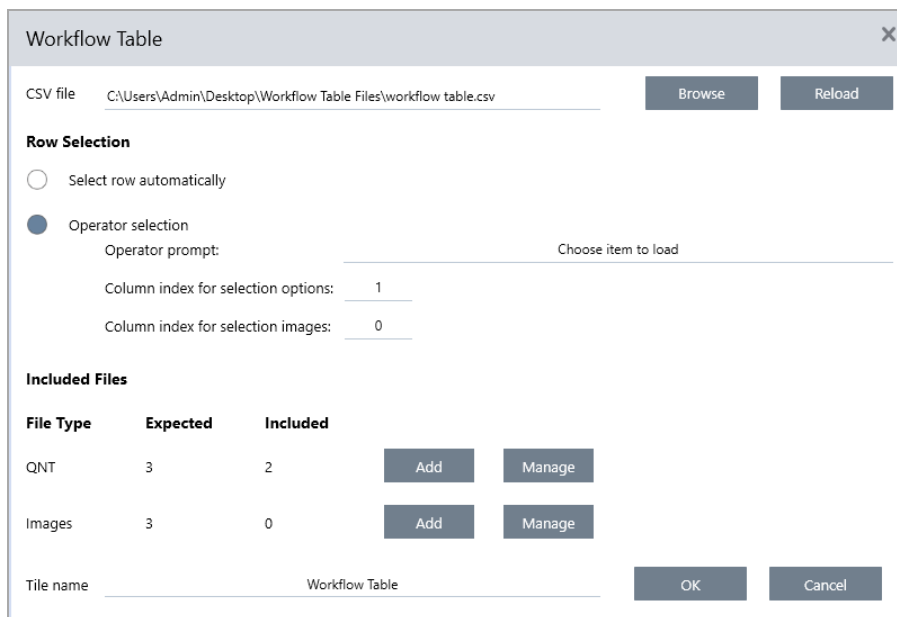 Workflow Table
CSV file C:\Users\Admin\Desktop\Workflow Table Files\workflow table.csv Browse Reload
Row Selection
Select row automatically
Operator selection
Operator prompt: Choose item to load
Column index for selection options: 1
Column index for selection images: 0
Included Files
File Type Expected Included
QNT 3 2 Add Manage
Images 3 0 Add Manage
Tile name Workflow Table OK Cancel